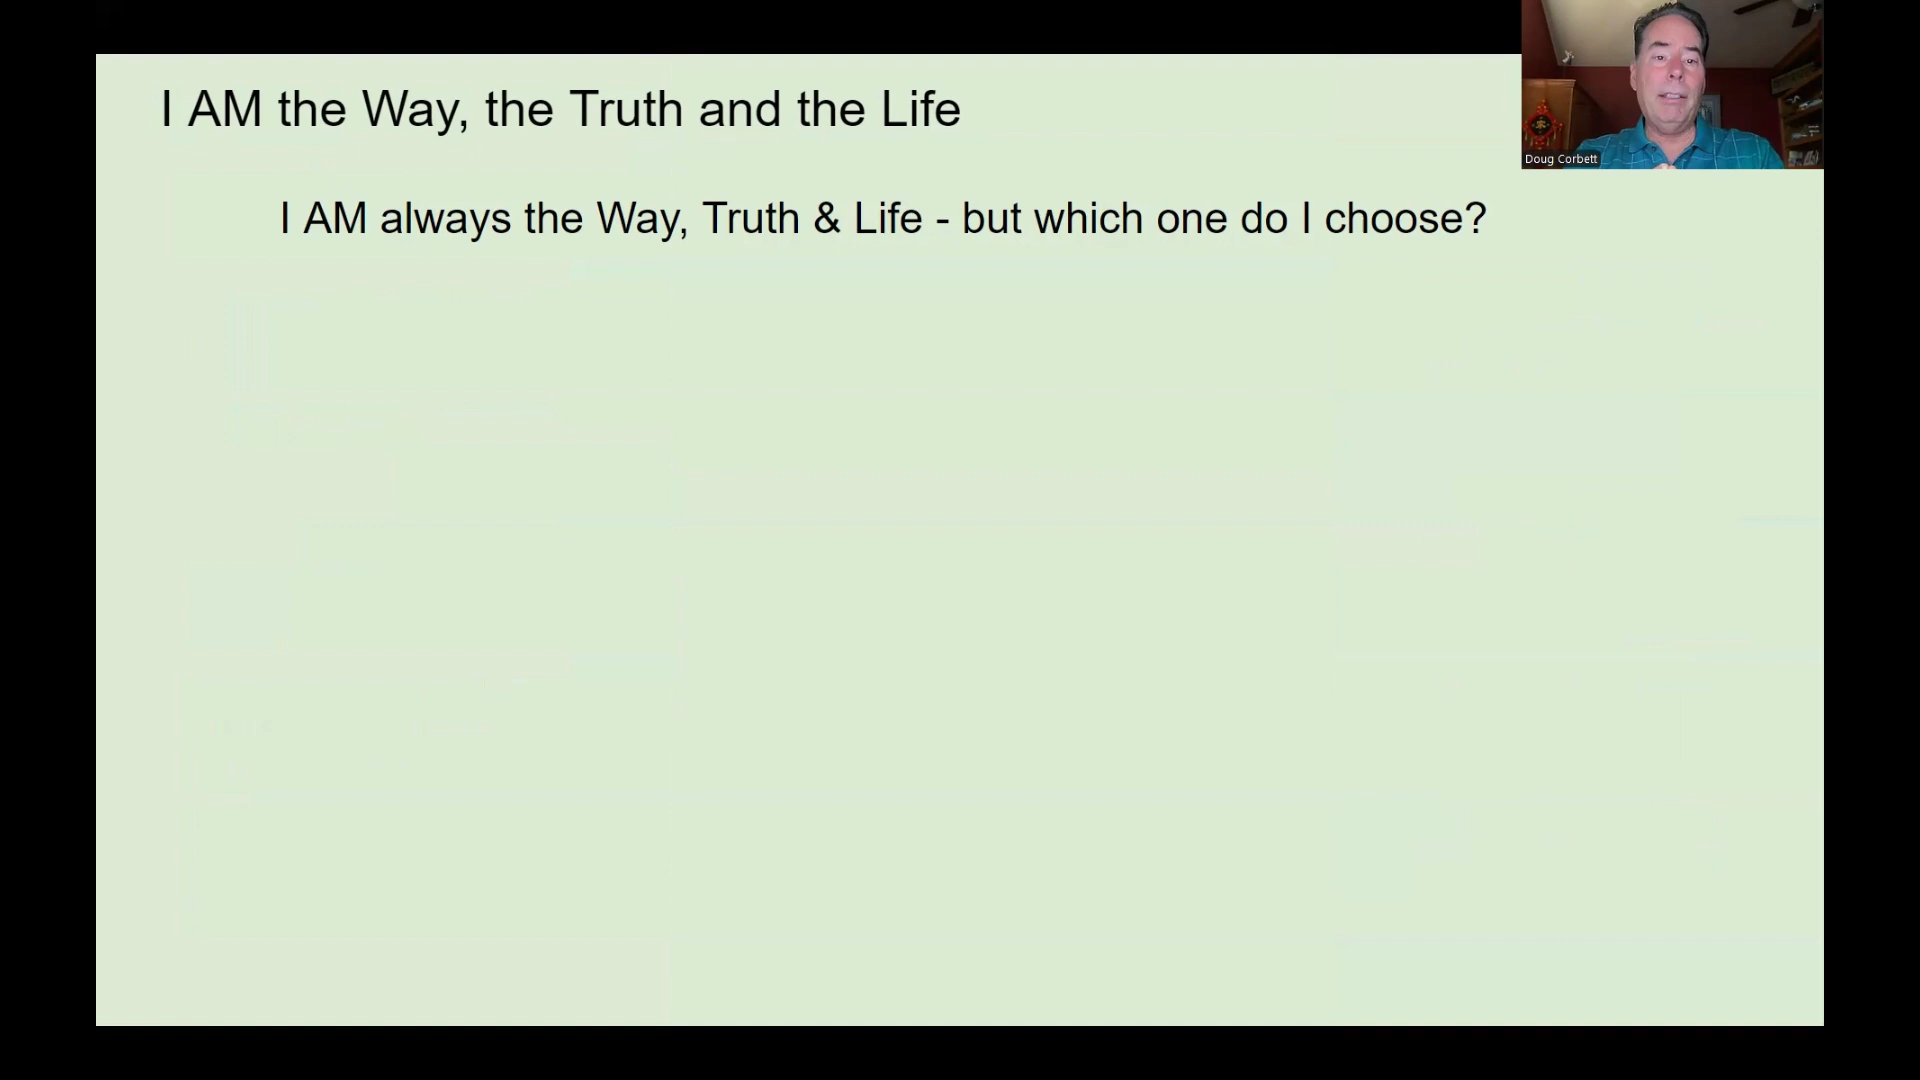 I AM the Way, the Truth and the Life
I AM always the Way, Truth & Life - but which one do I choose?
Doug Corbett